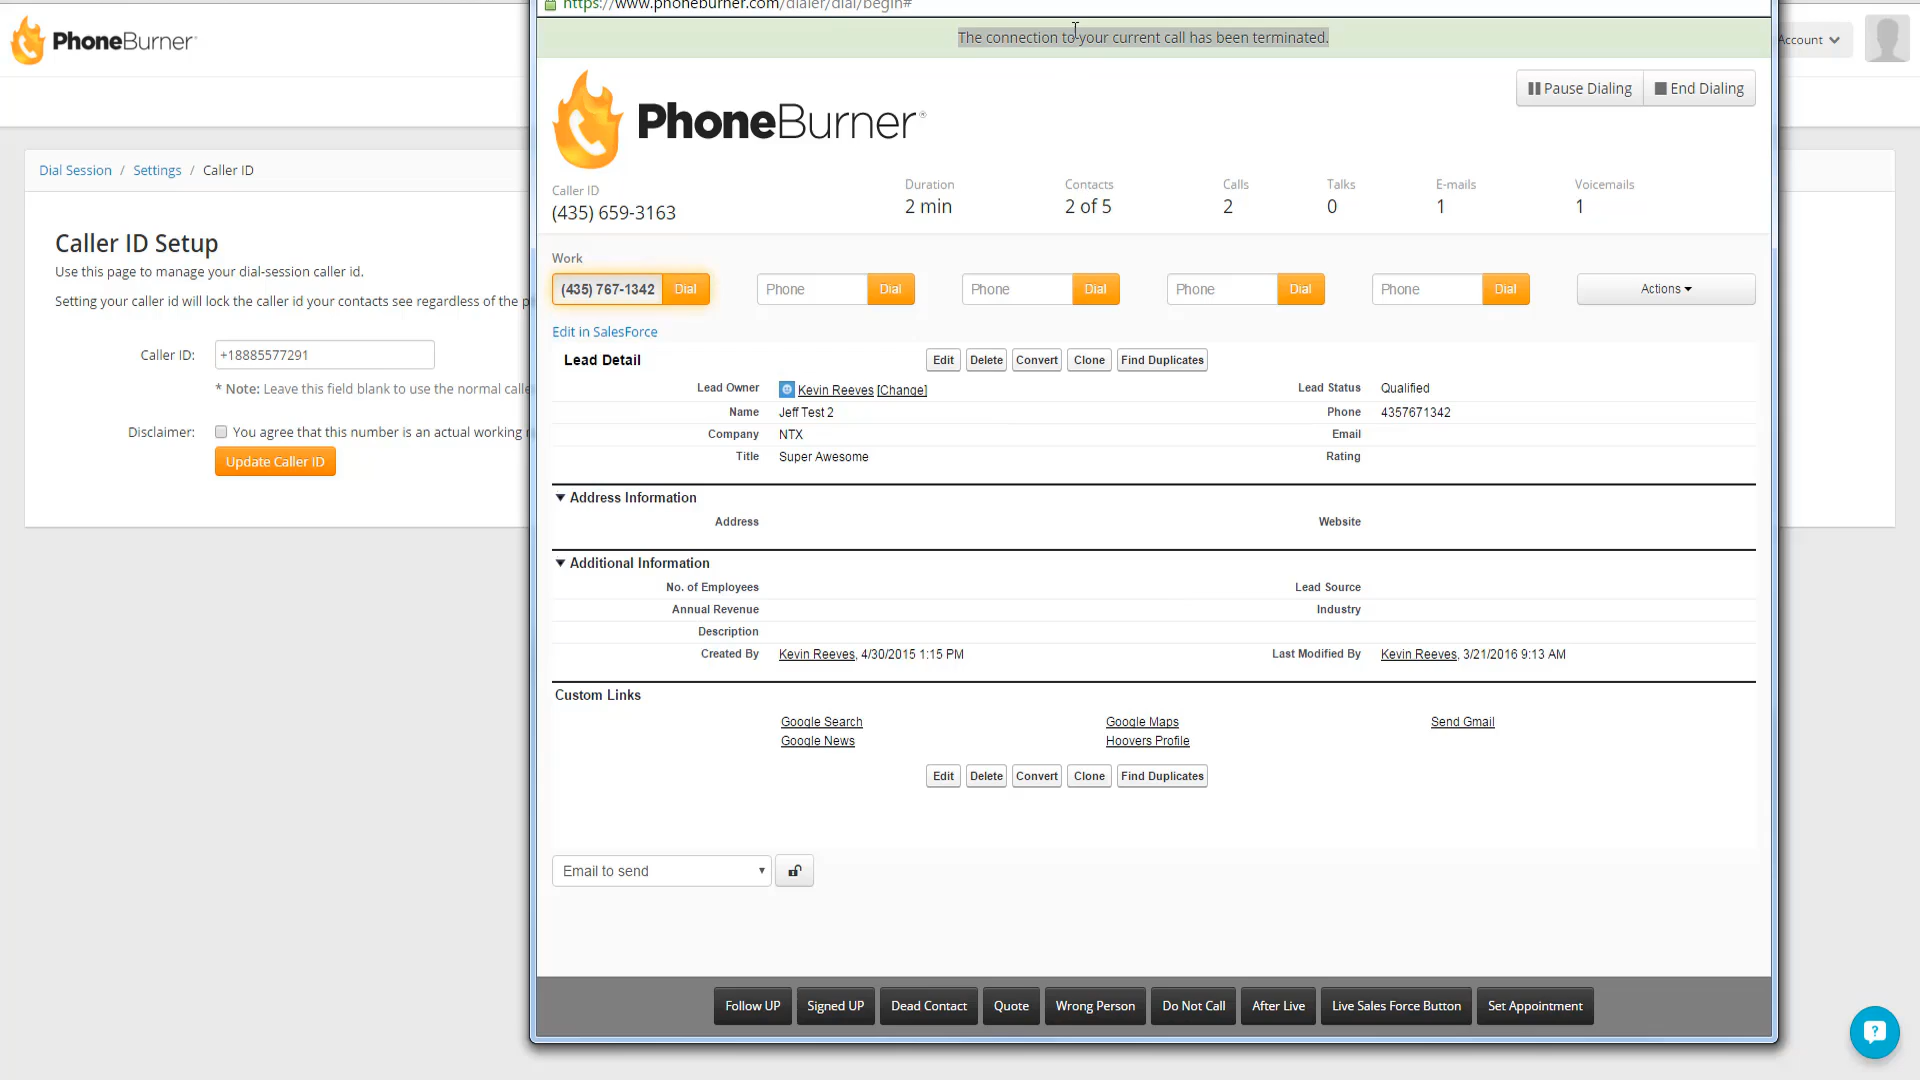 https://www.phoneburner.com/dialer/dial/begin#
The connection to your current call has been terminated.
PhoneBurner
Account
Dial Session / Settings / Caller ID
Caller ID Setup
Use this page to manage your dial-session caller id.
Setting your caller id will lock the caller id your contacts see regardless of the
Caller ID: +18885577291
* Note: Leave this field blank to use the normal
Disclaimer: You agree that this number is an actual working
Update Caller ID
PhoneBurner®
Pause Dialing End Dialing
Caller ID Duration Contacts Calls Talks E-mails Voicemails
(435) 659-3163 2 min 2 of 5 2 0 1 1
Work
(435) 767-1342 Dial Phone Dial Phone Dial Phone Dial Phone Dial Actions
Edit in SalesForce
Lead Detail Edit Delete Convert Clone Find Duplicates
Lead Owner Kevin Reeves [Change] Lead Status Qualified
Name Jeff Test 2 Phone 4357671342
Company NTX Email
Title Super Awesome Rating
Address Information
Address Website
Additional Information
No. of Employees Lead Source
Annual Revenue Industry
Description
Created By Kevin Reeves, 4/30/2015 1:15 PM Last Modified By Kevin Reeves, 3/21/2016 9:13 AM
Custom Links
Google Search Google Maps Send Gmail
Google News Hoovers Profile
Edit Delete Convert Clone Find Duplicates
Email to send
Follow UP Signed UP Dead Contact Quote Wrong Person Do Not Call After Live Live Sales Force Button Set Appointment